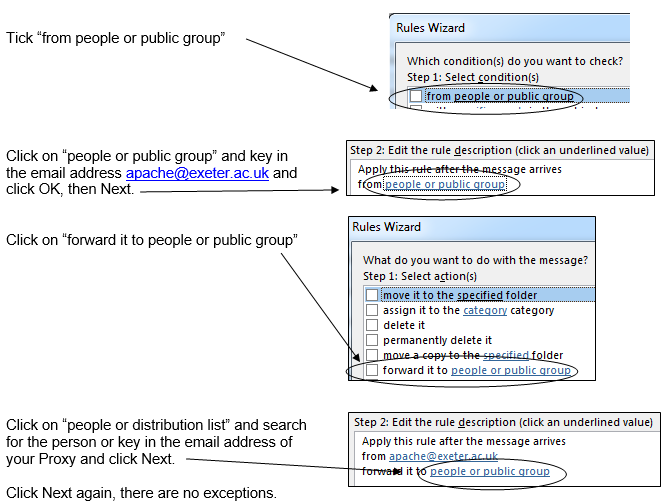 Tick “from people or public group”
Rules Wizard
Which condition(s) do you want to check?
Step 1: Select condition(s)
from people or public group
Click on “people or public group” and key in
the email address apache@exeter.ac.uk and
click OK, then Next.
Step 2: Edit the rule description (click an underlined value)
Apply this rule after the message arrives
from people or public group
Click on “forward it to people or public group”
Rules Wizard
What do you want to do with the message?
Step 1: Select action(s)
move it to the specified folder
assign it to the category category
delete it
permanently delete it
move a copy to the specified folder
forward it to people or public group
Click on “people or distribution list” and search
for the person or key in the email address of
your Proxy and click Next.
Click Next again, there are no exceptions.
Step 2: Edit the rule description (click an underlined value)
Apply this rule after the message arrives
from apache@exeter.ac.uk
forward it to people or public group